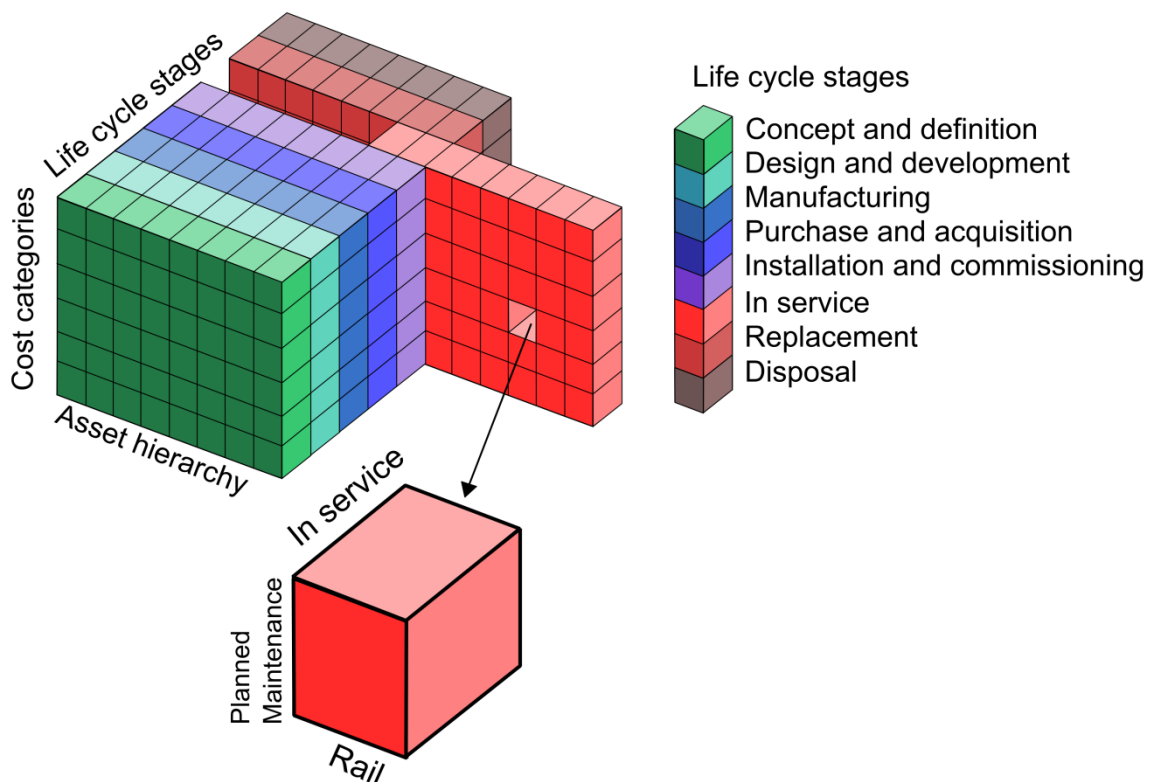 Life cycle stages
Cost categories
Asset hierarchy
Life cycle stages
Concept and definition
Design and development
Manufacturing
Purchase and acquisition
Installation and commissioning
In service
Replacement
Disposal
In service
Planned
Maintenance
Rail